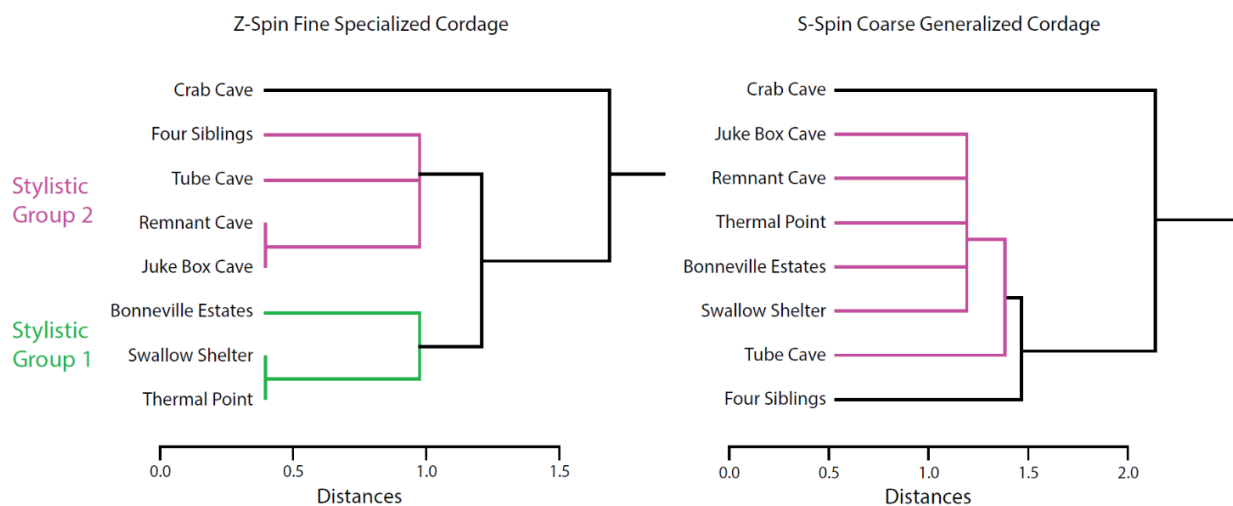 Z-Spin Fine Specialized Cordage
Crab Cave
Four Siblings
Tube Cave
Remnant Cave
Juke Box Cave
Bonneville Estates
Swallow Shelter
Thermal Point
Stylistic
Group 2
Stylistic
Group 1
0.0 0.5 1.0 1.5
Distances
S-Spin Coarse Generalized Cordage
Crab Cave
Juke Box Cave
Remnant Cave
Thermal Point
Bonneville Estates
Swallow Shelter
Tube Cave
Four Siblings
0.0 0.5 1.0 1.5 2.0
Distances